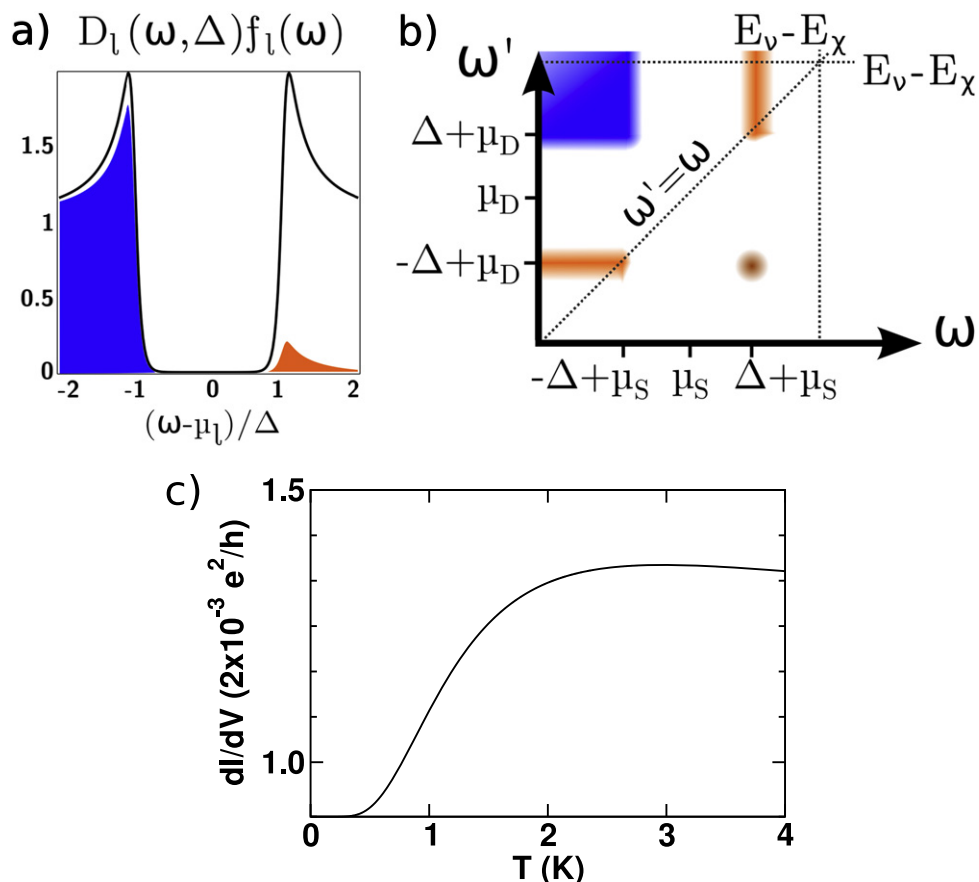 a) D_l(ω,Δ)f_l(ω)
1.5
1
0.5
0
-2 -1 0 1 2
(ω-μ_l)/Δ
b)
ω'
E_ν-E_χ
E_ν-E_χ
Δ+μ_D
μ_D
-Δ+μ_D
ω'=ω
ω
-Δ+μ_S μ_S Δ+μ_S
c)
1.5
1.0
dI/dV (2x10^-3 e^2/h)
0 1 2 3 4
T (K)